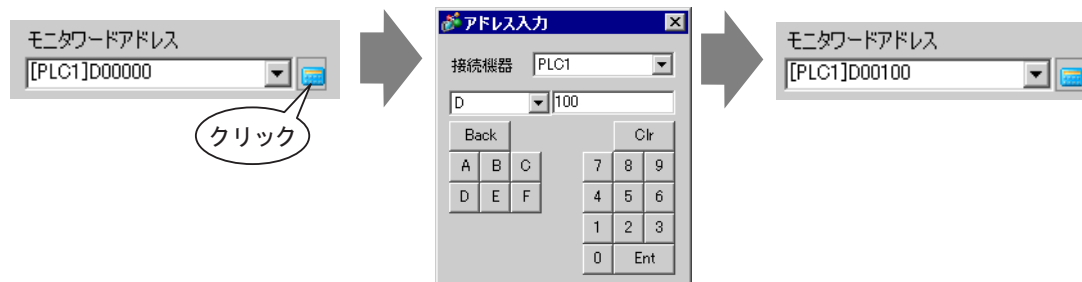 モニタワードアドレス
[PLC1]D00000
クリック
アドレス入力
接続機器 PLC1
D 100
Back Clr
A B C 7 8 9
D E F 4 5 6
1 2 3
0 Ent
モニタワードアドレス
[PLC1]D00100